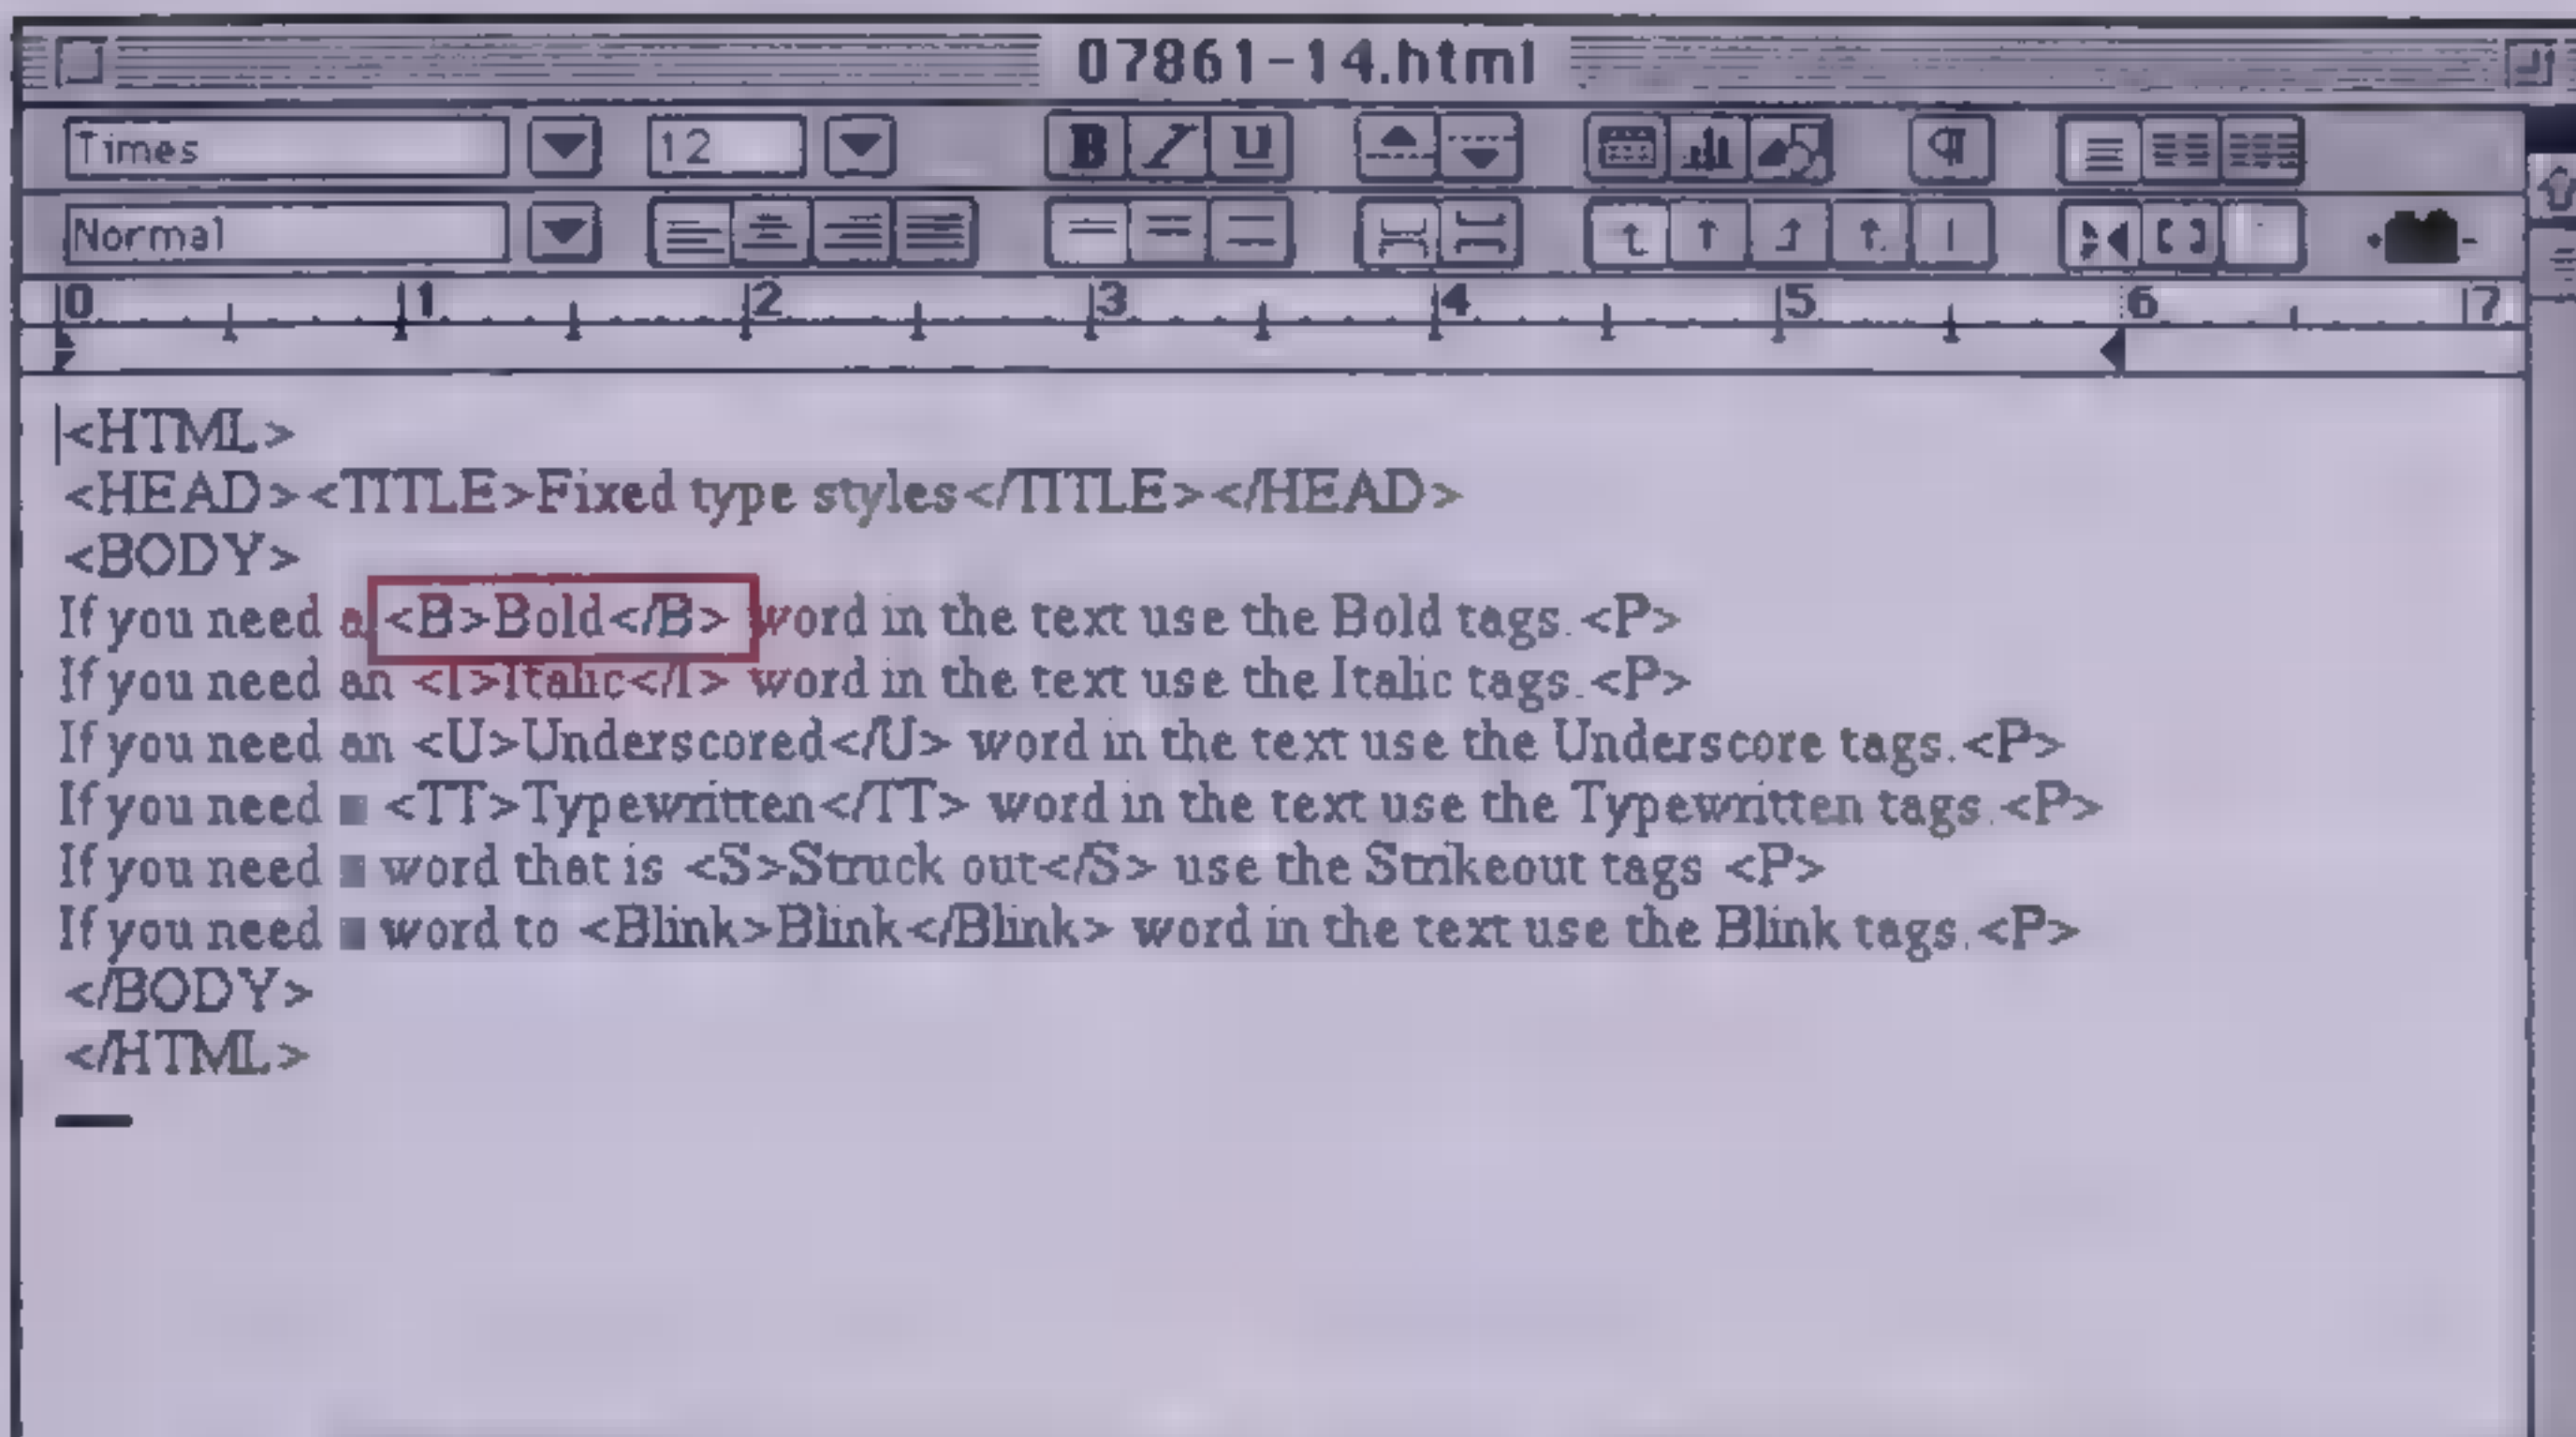 07861-14.html
Times 12 B I U
Normal
0 1 2 3 4 5 6 7
<HTML>
<HEAD><TITLE>Fixed type styles</TITLE></HEAD>
<BODY>
If you need a <B>Bold</B> word in the text use the Bold tags.<P>
If you need an <I>Italic</I> word in the text use the Italic tags.<P>
If you need an <U>Underscored</U> word in the text use the Underscore tags.<P>
If you need <TT>Typewritten</TT> word in the text use the Typewritten tags.<P>
If you need word that is <S>Struck out</S> use the Strikeout tags <P>
If you need word to <Blink>Blink</Blink> word in the text use the Blink tags.<P>
</BODY>
</HTML>